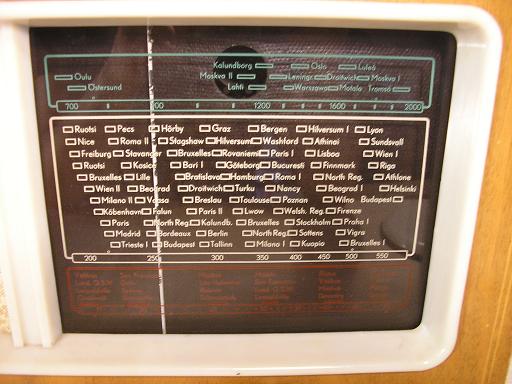 Kalundborg Oslo Luleå
Oulu Moskva II Leningr. Droitwich Moskva I
Östersund Lahti Warszawa Motala Tromsö
700 1200 1600 2000
Ruotsi Pecs Hörby Graz Bergen Hilversum I Lyon
Nice Roma II Stagshaw Hilversum Washford Athinai Sundsvall
Freiburg Stavanger Bruxelles Rovaniemi Paris I Lisboa Wien I
Ruotsi Kosice Bari I Göteborg Bucuresti Finmark Riga
Bruxelles Lille Bratislava Hamburg Roma I North Reg. Athlone
Wien II Beograd Droitwich Turku Nancy Beograd I Helsinki
Milano II Vaasa Breslau Toulouse Poznan Wilno Budapest
Köbenhavn Falun Paris II Lwow Welsh. Reg. Firenze
Paris North Reg. Kalundb. Bruxelles Stockholm Praha I
Madrid Bordeaux Berlin North Reg. Sottens Vigra
Trieste I Budapest Tallinn Milano I Kuopio Bruxelles I
200 250 300 350 400 450 500 550